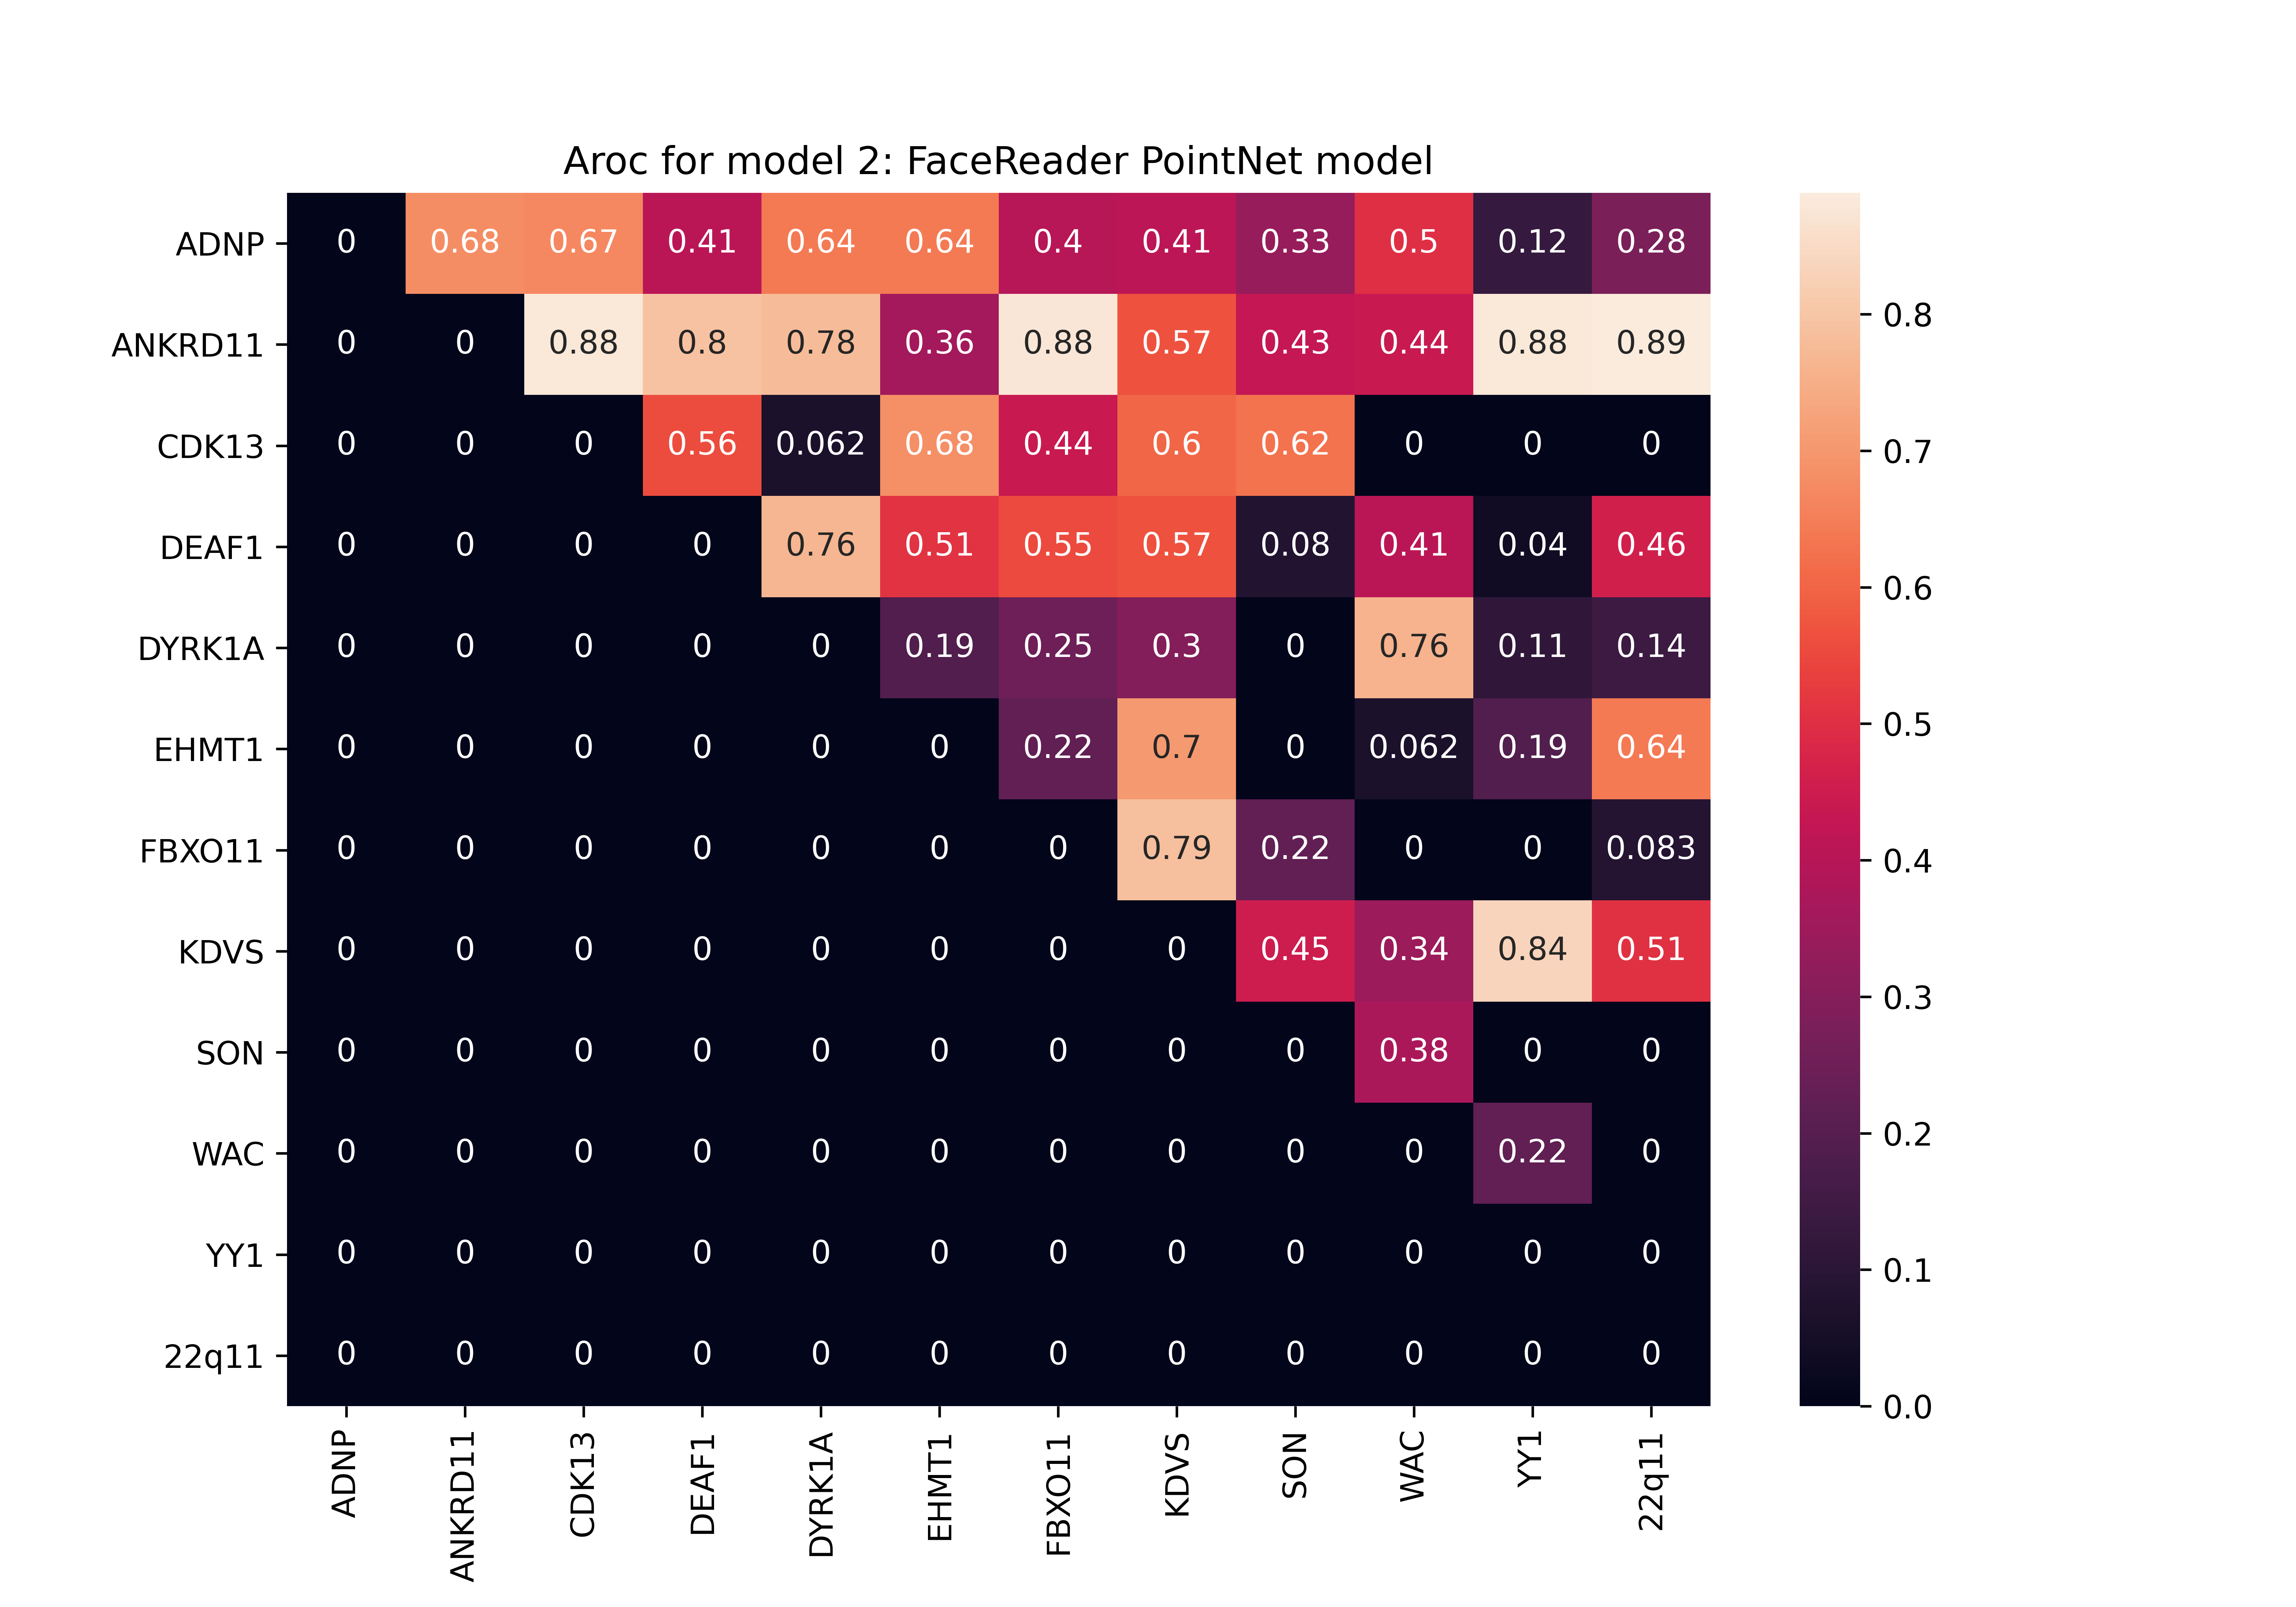 Aroc for model 2: FaceReader PointNet model
ADNP 0 0.68 0.67 0.41 0.64 0.64 0.4 0.41 0.33 0.5 0.12 0.28
ANKRD11 0 0 0.88 0.8 0.78 0.36 0.88 0.57 0.43 0.44 0.88 0.89
CDK13 0 0 0 0.56 0.062 0.68 0.44 0.6 0.62 0 0 0
DEAF1 0 0 0 0 0.76 0.51 0.55 0.57 0.08 0.41 0.04 0.46
DYRK1A 0 0 0 0 0 0.19 0.25 0.3 0 0.76 0.11 0.14
EHMT1 0 0 0 0 0 0 0.22 0.7 0 0.062 0.19 0.64
FBXO11 0 0 0 0 0 0 0 0.79 0.22 0 0 0.083
KDVS 0 0 0 0 0 0 0 0 0.45 0.34 0.84 0.51
SON 0 0 0 0 0 0 0 0 0 0.38 0 0
WAC 0 0 0 0 0 0 0 0 0 0 0.22 0
YY1 0 0 0 0 0 0 0 0 0 0 0 0
22q11 0 0 0 0 0 0 0 0 0 0 0 0
ADNP ANKRD11 CDK13 DEAF1 DYRK1A EHMT1 FBXO11 KDVS SON WAC YY1 22q11
0.8
0.7
0.6
0.5
0.4
0.3
0.2
0.1
0.0